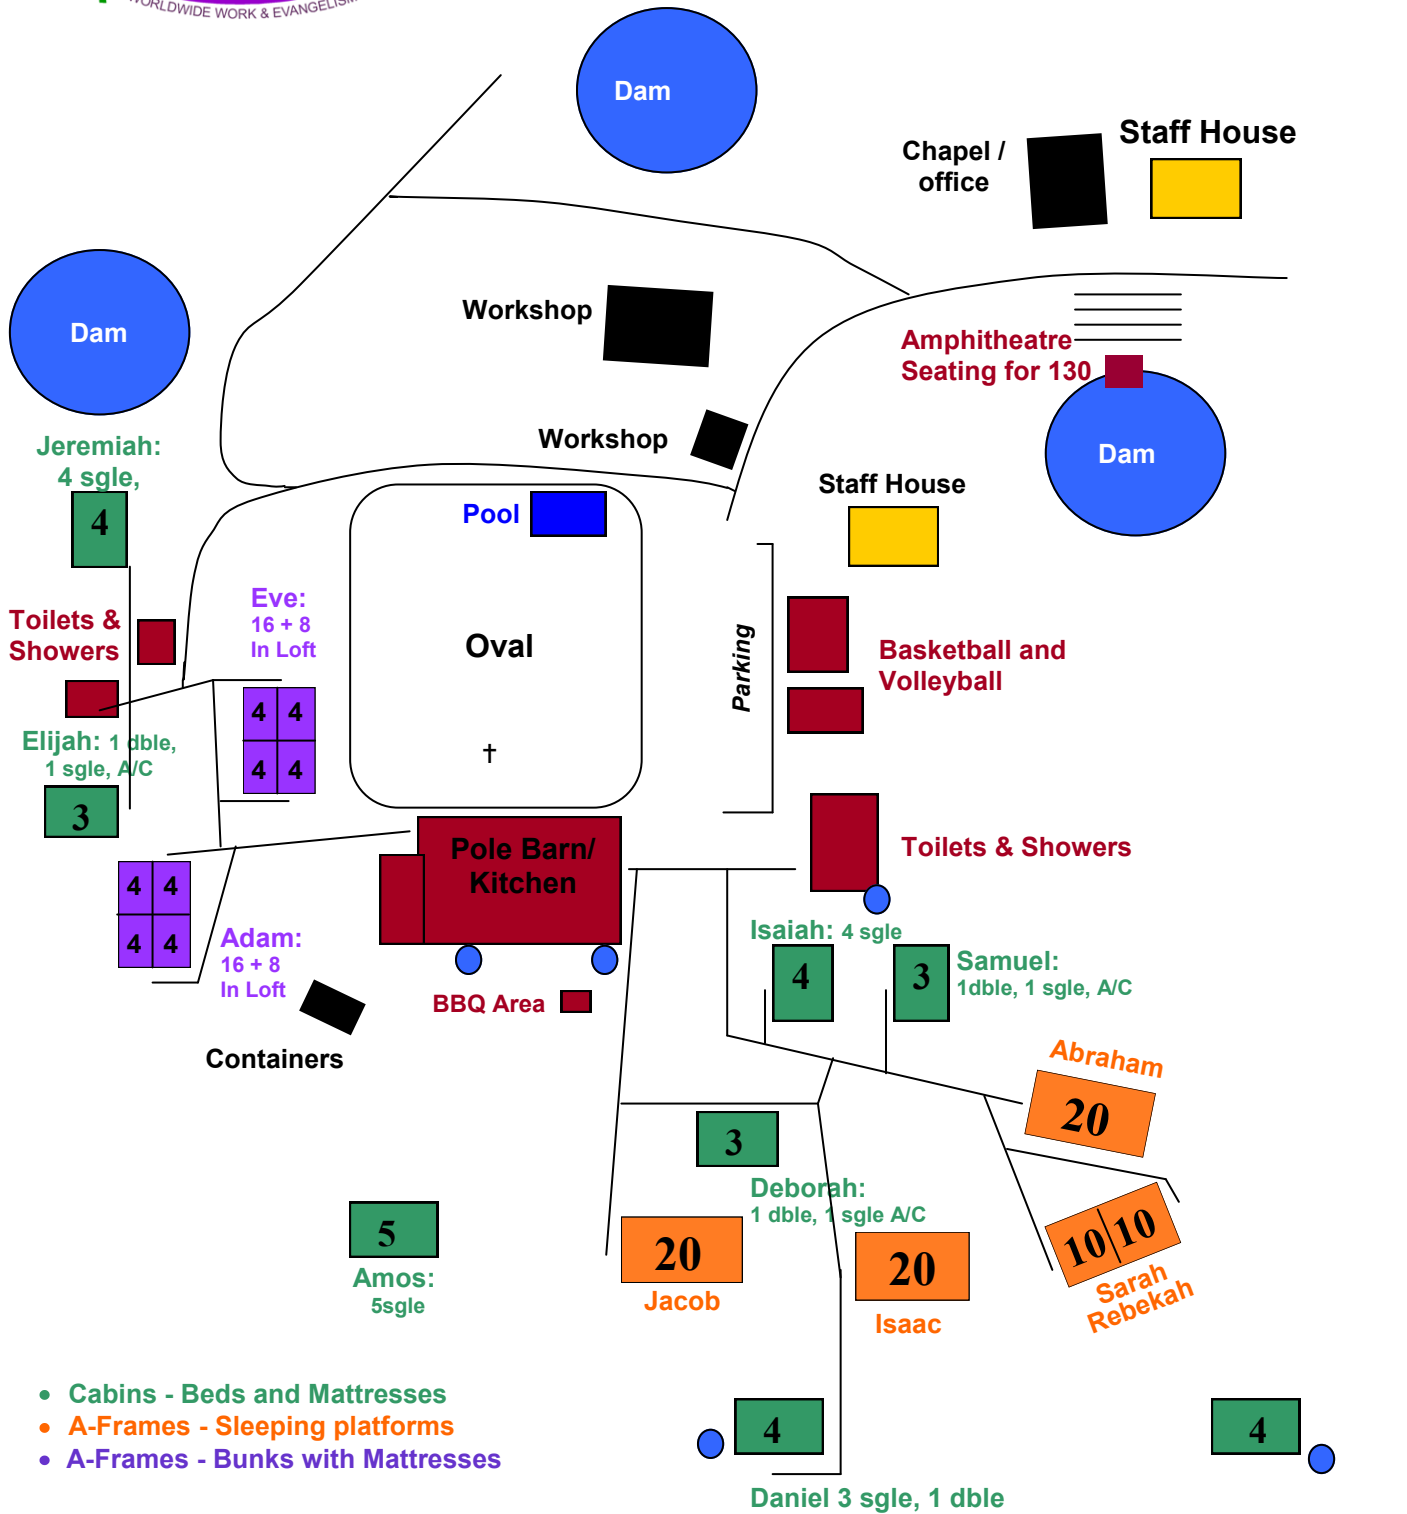 WORLDWIDE WORK & EVANGELISM
Dam
Staff House
Chapel /
office
Dam
Workshop
Amphitheatre
Seating for 130
Workshop
Dam
Jeremiah:
4 sgle,
4
Staff House
Pool
Eve:
16 + 8
In Loft
Toilets &
Showers
Oval
Parking
Basketball and
Volleyball
4 4
4 4
Elijah: 1 dble,
1 sgle, A/C
3
✝
Pole Barn/
Kitchen
Toilets & Showers
4 4
4 4
Adam:
16 + 8
In Loft
Isaiah: 4 sgle
4
3
Samuel:
1dble, 1 sgle, A/C
BBQ Area
Containers
Abraham
20
3
Deborah:
1 dble, 1 sgle A/C
5
Amos:
5sgle
20
Jacob
20
Isaac
10 10
Sarah
Rebekah
• Cabins - Beds and Mattresses
• A-Frames - Sleeping platforms
• A-Frames - Bunks with Mattresses
4
4
Daniel 3 sgle, 1 dble